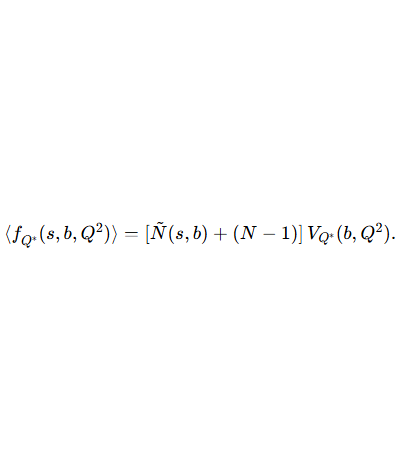 ⟨f_{Q*}(s, b, Q²)⟩ = [Ñ(s, b) + (N − 1)] V_{Q*}(b, Q²).